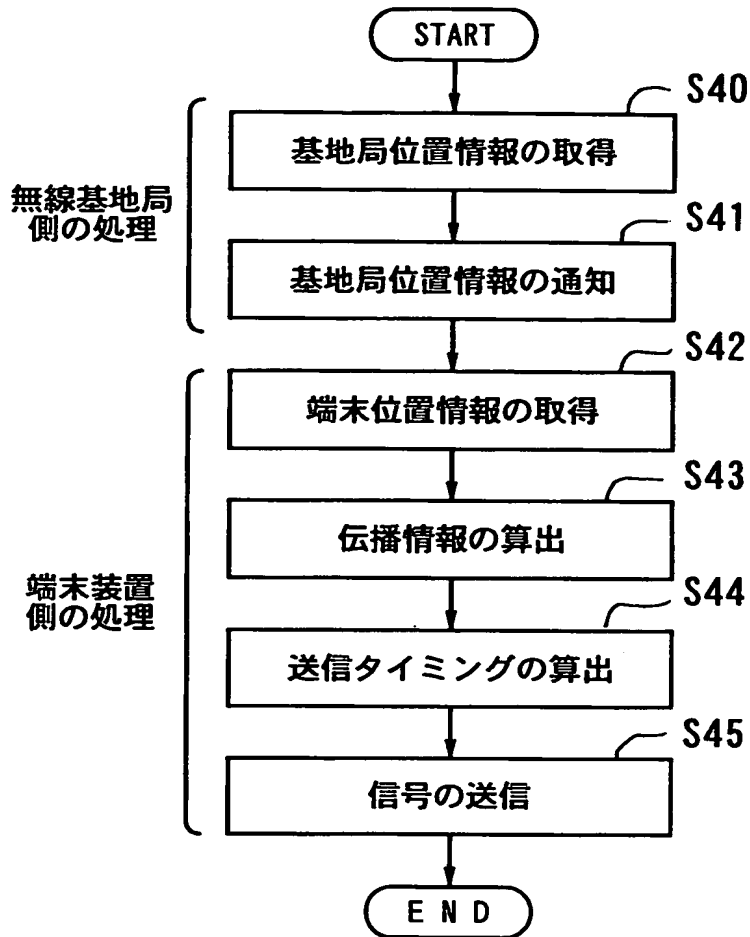 START
S40
基地局位置情報の取得
無線基地局
側の処理
S41
基地局位置情報の通知
S42
端末位置情報の取得
S43
伝播情報の算出
端末装置
側の処理
S44
送信タイミングの算出
S45
信号の送信
END